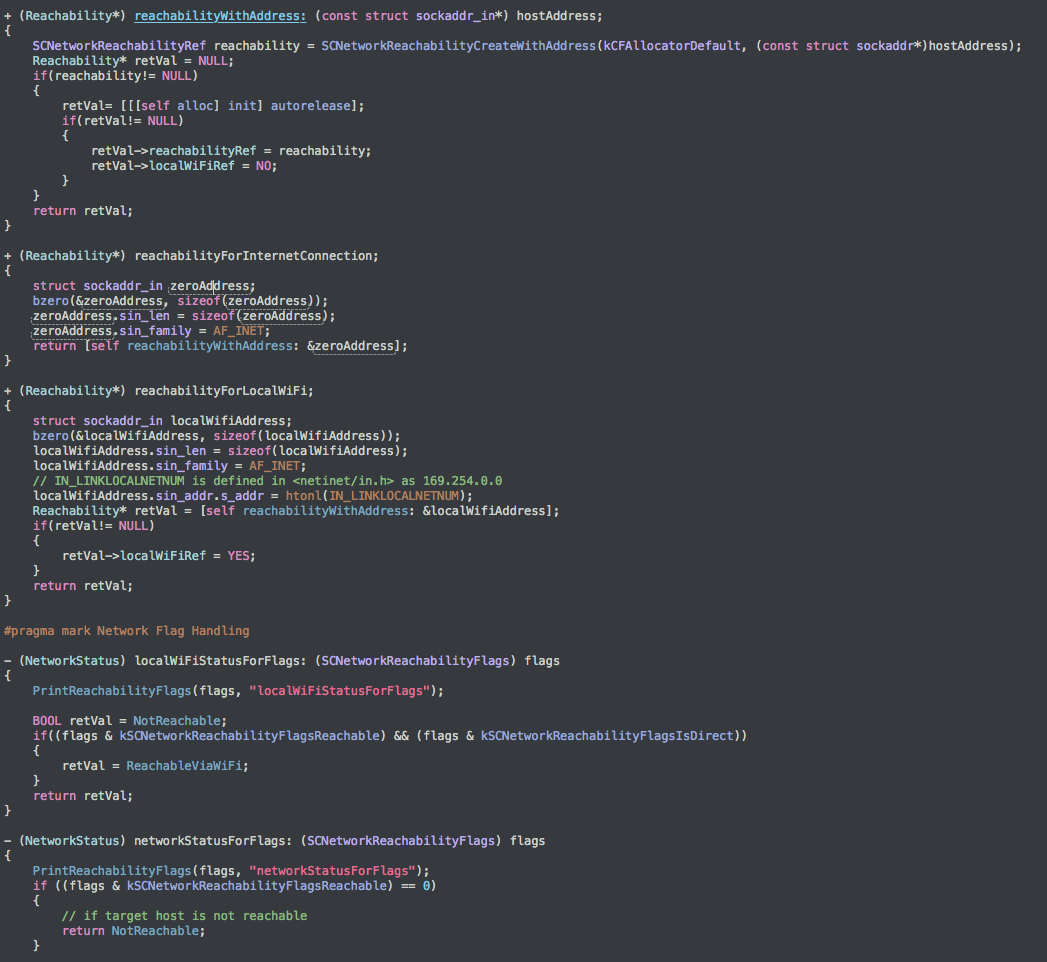 + (Reachability*) reachabilityWithAddress: (const struct sockaddr_in*) hostAddress;
{
    SCNetworkReachabilityRef reachability = SCNetworkReachabilityCreateWithAddress(kCFAllocatorDefault, (const struct sockaddr*)hostAddress);
    Reachability* retVal = NULL;
    if(reachability!= NULL)
    {
        retVal= [[[self alloc] init] autorelease];
        if(retVal!= NULL)
        {
            retVal->reachabilityRef = reachability;
            retVal->localWiFiRef = NO;
        }
    }
    return retVal;
}

+ (Reachability*) reachabilityForInternetConnection;
{
    struct sockaddr_in zeroAddress;
    bzero(&zeroAddress, sizeof(zeroAddress));
    zeroAddress.sin_len = sizeof(zeroAddress);
    zeroAddress.sin_family = AF_INET;
    return [self reachabilityWithAddress: &zeroAddress];
}

+ (Reachability*) reachabilityForLocalWiFi;
{
    struct sockaddr_in localWifiAddress;
    bzero(&localWifiAddress, sizeof(localWifiAddress));
    localWifiAddress.sin_len = sizeof(localWifiAddress);
    localWifiAddress.sin_family = AF_INET;
    // IN_LINKLOCALNETNUM is defined in <netinet/in.h> as 169.254.0.0
    localWifiAddress.sin_addr.s_addr = htonl(IN_LINKLOCALNETNUM);
    Reachability* retVal = [self reachabilityWithAddress: &localWifiAddress];
    if(retVal!= NULL)
    {
        retVal->localWiFiRef = YES;
    }
    return retVal;
}

#pragma mark Network Flag Handling

- (NetworkStatus) localWiFiStatusForFlags: (SCNetworkReachabilityFlags) flags
{
    PrintReachabilityFlags(flags, "localWiFiStatusForFlags");

    BOOL retVal = NotReachable;
    if((flags & kSCNetworkReachabilityFlagsReachable) && (flags & kSCNetworkReachabilityFlagsIsDirect))
    {
        retVal = ReachableViaWiFi;
    }
    return retVal;
}

- (NetworkStatus) networkStatusForFlags: (SCNetworkReachabilityFlags) flags
{
    PrintReachabilityFlags(flags, "networkStatusForFlags");
    if ((flags & kSCNetworkReachabilityFlagsReachable) == 0)
    {
        // if target host is not reachable
        return NotReachable;
    }